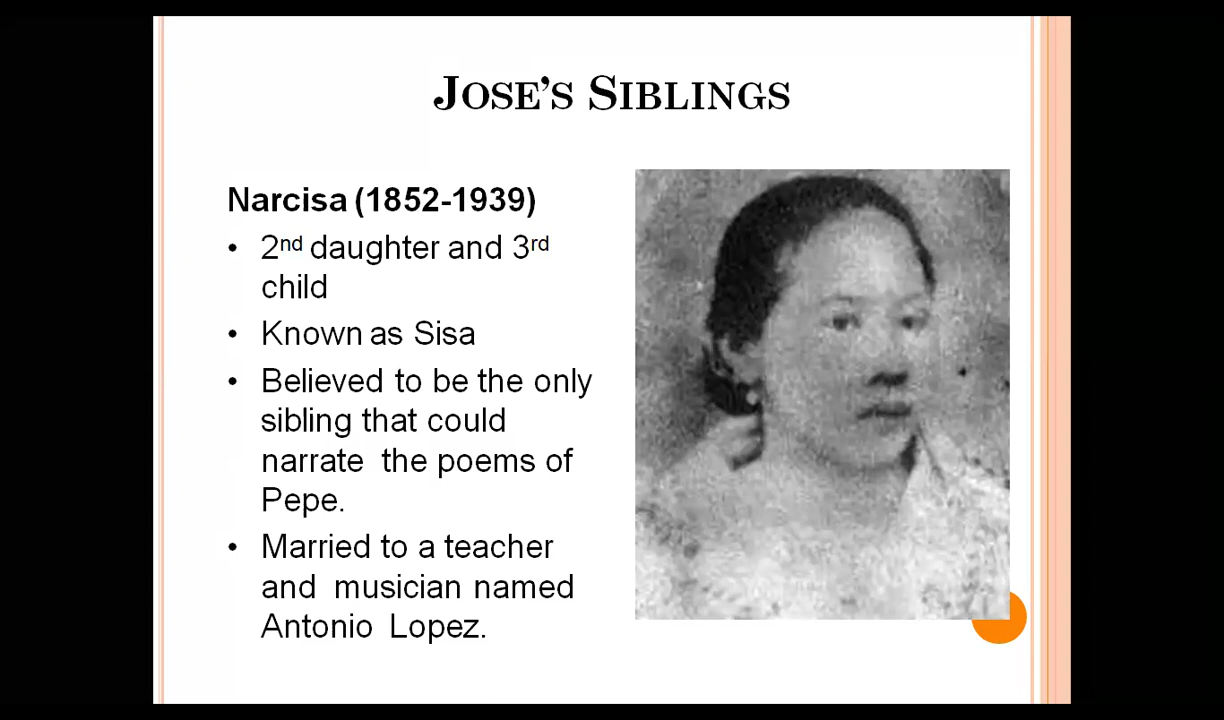 JOSE'S SIBLINGS
Narcisa (1852-1939)
• 2nd daughter and 3rd
child
• Known as Sisa
• Believed to be the only
sibling that could
narrate the poems of
Pepe.
• Married to a teacher
and musician named
Antonio Lopez.